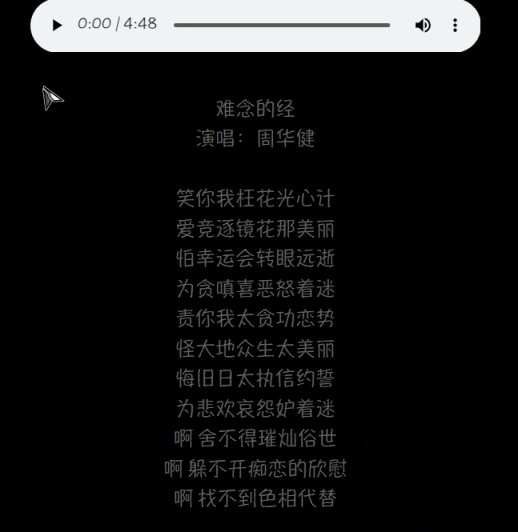 0:00 / 4:48
难念的经
演唱：周华健
笑你我枉花光心计
爱竞逐镜花那美丽
怕幸运会转眼远逝
为贪嗔喜恶怒着迷
责你我太贪功恋势
怪大地众生太美丽
悔旧日太执信约誓
为悲欢哀怨妒着迷
啊 舍不得璀灿俗世
啊 躲不开痴恋的欣慰
啊 找不到色相代替